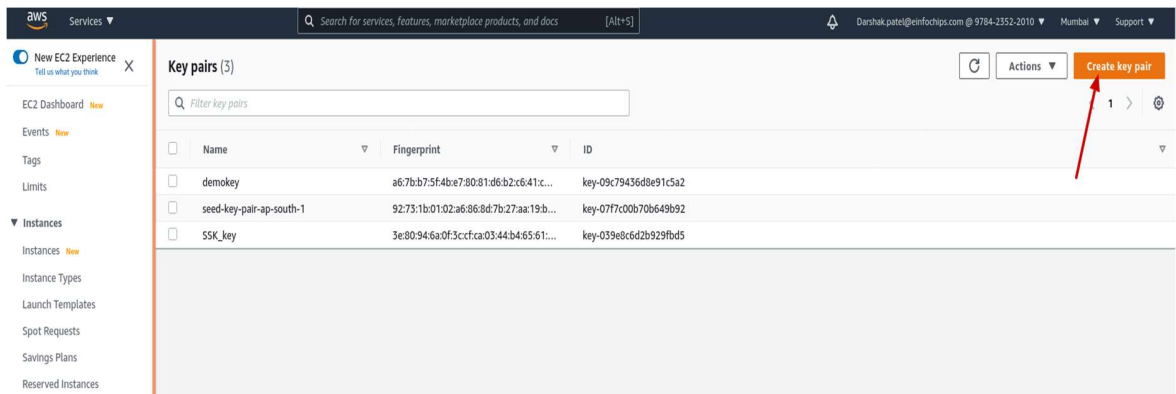 aws Services ▼ Search for services, features, marketplace products, and docs [Alt+S] Darshak.patel@einfochips.com @ 9784-2352-2010 ▼ Mumbai ▼ Support ▼
New EC2 Experience X
Tell us what you think
EC2 Dashboard New
Events New
Tags
Limits
▼ Instances
Instances New
Instance Types
Launch Templates
Spot Requests
Savings Plans
Reserved Instances
Key pairs (3) Actions ▼ Create key pair
Filter key pairs 1
Name Fingerprint ID
demokey a6:7b:b7:5f:4b:e7:80:81:d6:b2:c6:41:c... key-09c79436d8e91c5a2
seed-key-pair-ap-south-1 92:73:1b:01:02:a6:86:8d:7b:27:aa:19:b... key-07f7c00b70b649b92
SSK_key 3e:80:94:6a:0f:3c:cf:ca:03:44:b4:65:61:... key-039e8c6d2b929fbd5